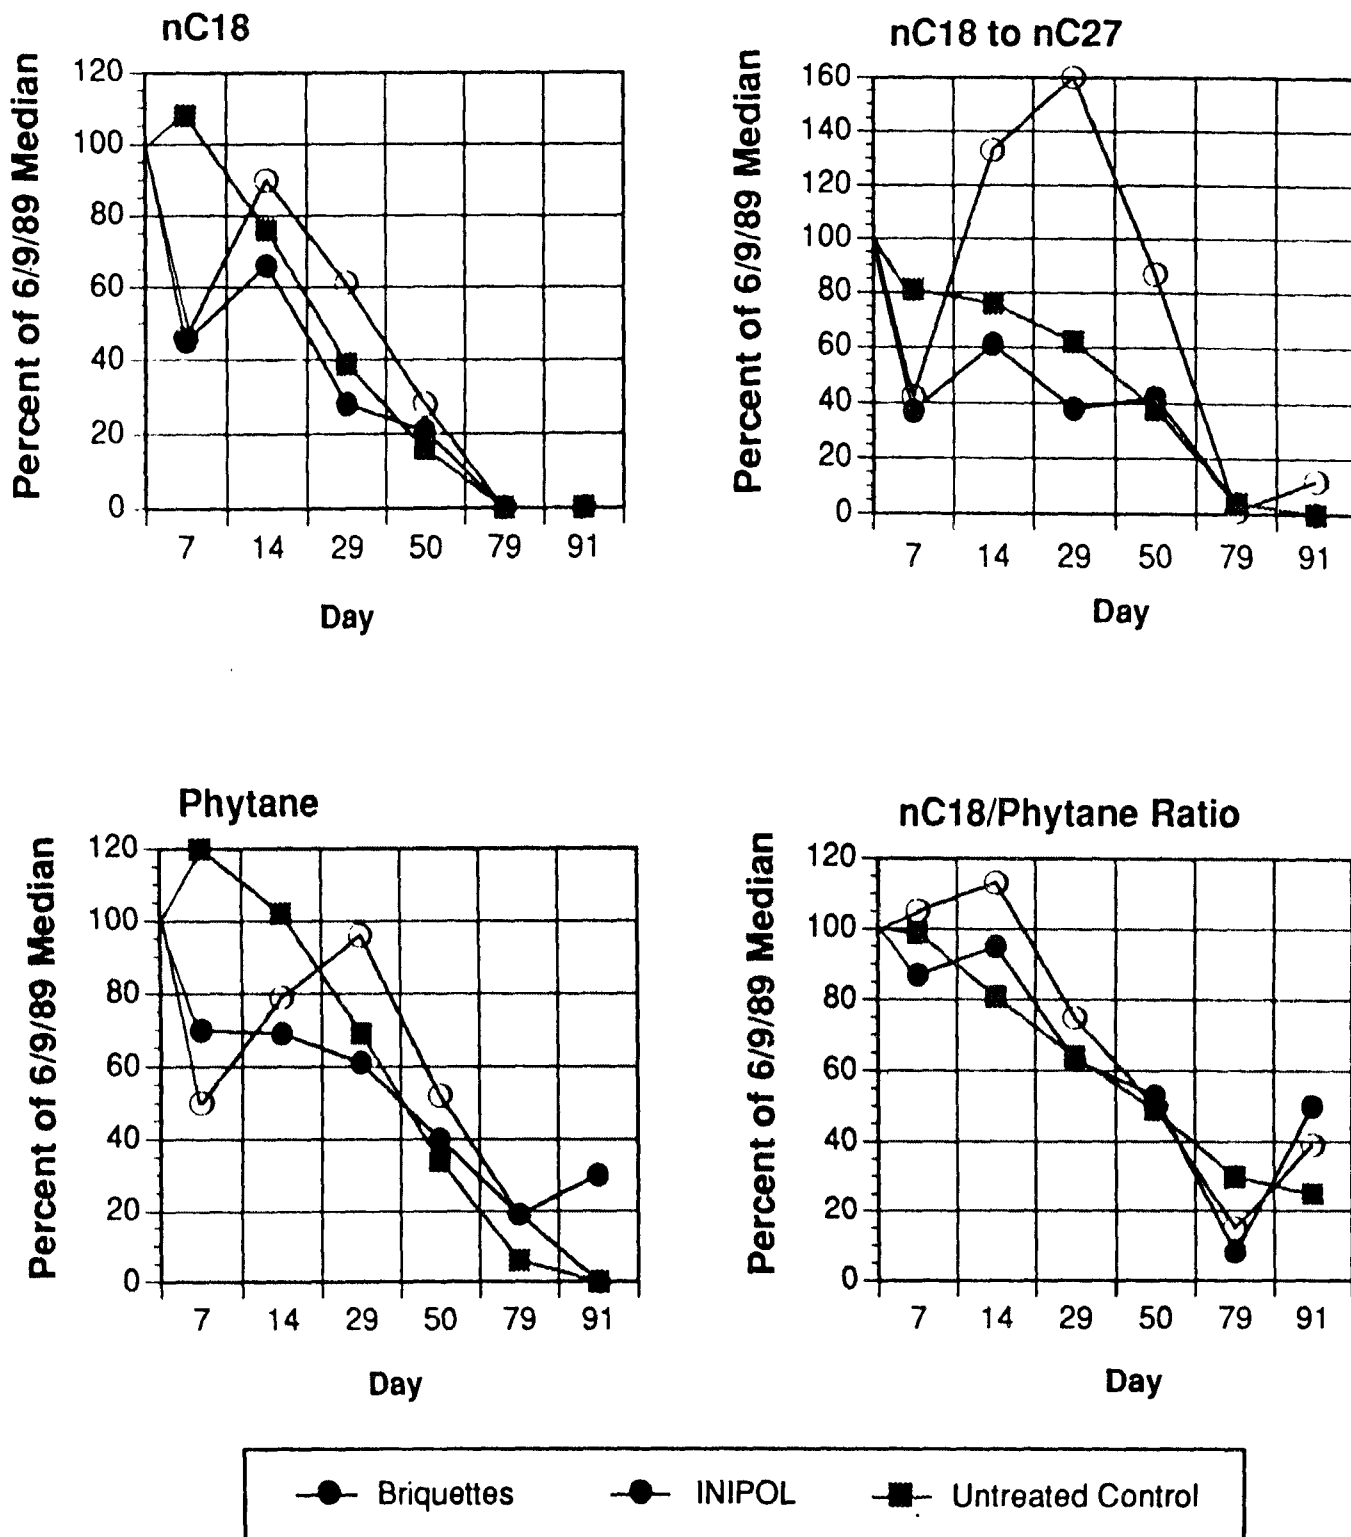 nC18
Percent of 6/9/89 Median
120
100
80
60
40
20
0
7 14 29 50 79 91
Day
nC18 to nC27
Percent of 6/9/89 Median
160
140
120
100
80
60
40
20
0
7 14 29 50 79 91
Day
Phytane
Percent of 6/9/89 Median
120
100
80
60
40
20
0
7 14 29 50 79 91
Day
nC18/Phytane Ratio
Percent of 6/9/89 Median
120
100
80
60
40
20
0
7 14 29 50 79 91
Day
Briquettes INIPOL Untreated Control